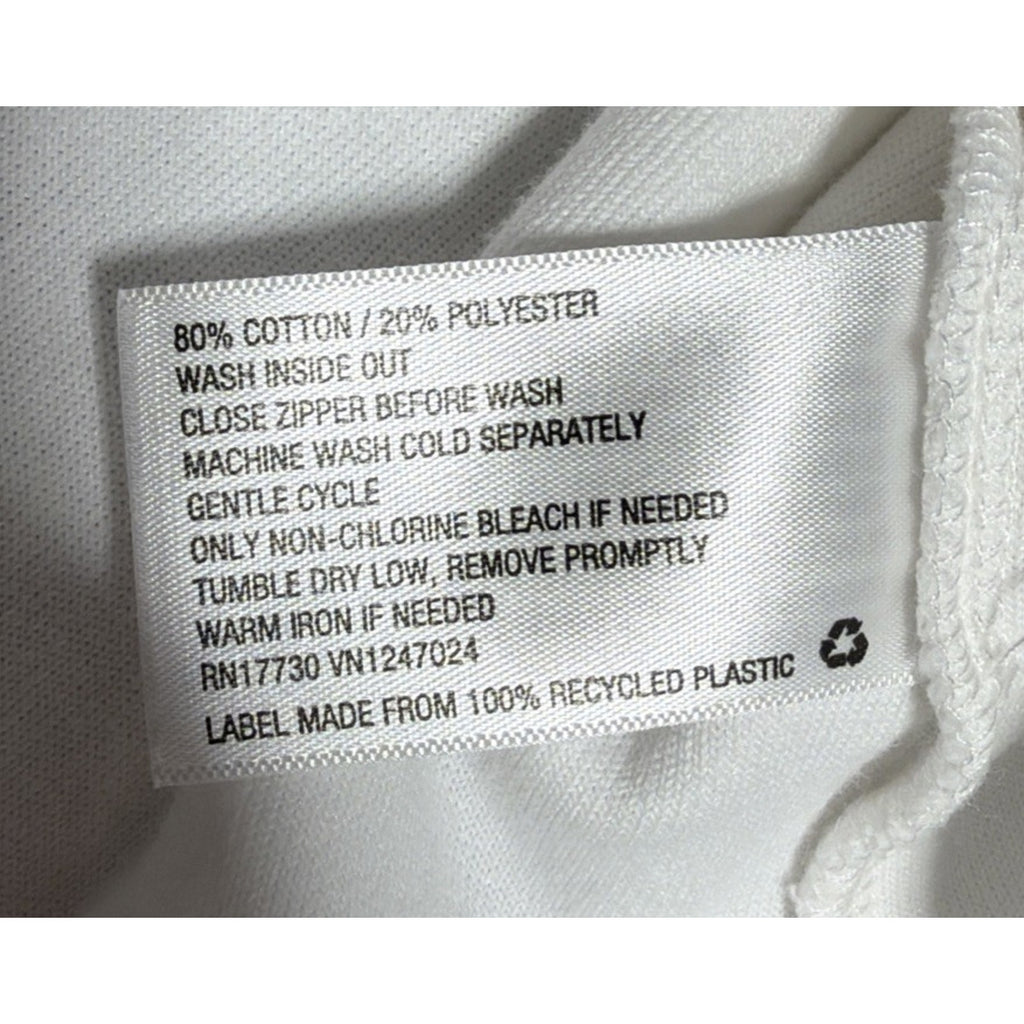 80% COTTON / 20% POLYESTER
WASH INSIDE OUT
CLOSE ZIPPER BEFORE WASH
MACHINE WASH COLD SEPARATELY
GENTLE CYCLE
ONLY NON-CHLORINE BLEACH IF NEEDED
TUMBLE DRY LOW, REMOVE PROMPTLY
WARM IRON IF NEEDED
RN17730 VN1247024
LABEL MADE FROM 100% RECYCLED PLASTIC